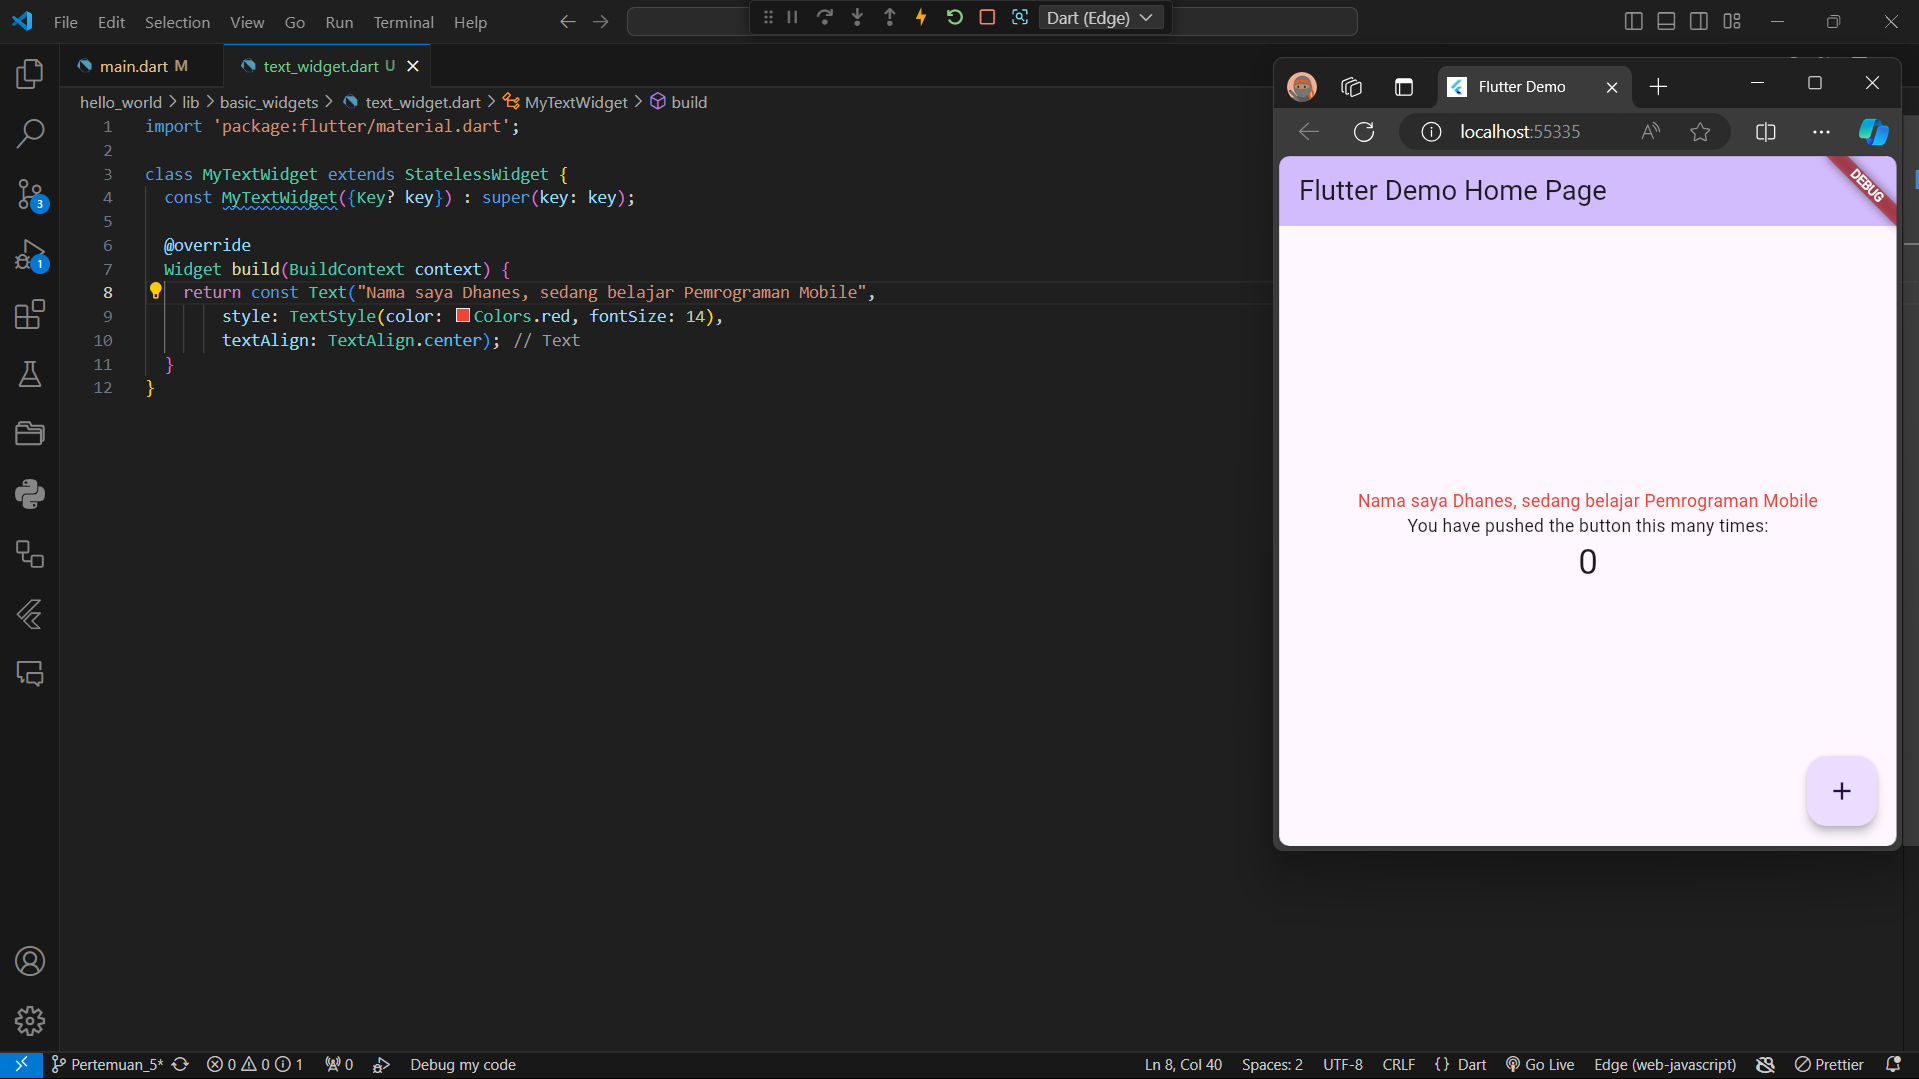 File Edit Selection View Go Run Terminal Help
Dart (Edge)
main.dart M
text_widget.dart U
hello_world > lib > basic_widgets > text_widget.dart > MyTextWidget > build
1 import 'package:flutter/material.dart';
2
3 class MyTextWidget extends StatelessWidget {
4 const MyTextWidget({Key? key}) : super(key: key);
5
6 @override
7 Widget build(BuildContext context) {
8 return const Text("Nama saya Dhanes, sedang belajar Pemrograman Mobile",
9 style: TextStyle(color: Colors.red, fontSize: 14),
10 textAlign: TextAlign.center); // Text
11 }
12 }
3
1
Flutter Demo
localhost:55335
Flutter Demo Home Page
DEBUG
Nama saya Dhanes, sedang belajar Pemrograman Mobile
You have pushed the button this many times:
0
+
Pertemuan_5* 0 0 1 0 Debug my code
Ln 8, Col 40 Spaces: 2 UTF-8 CRLF {} Dart Go Live Edge (web-javascript) Prettier